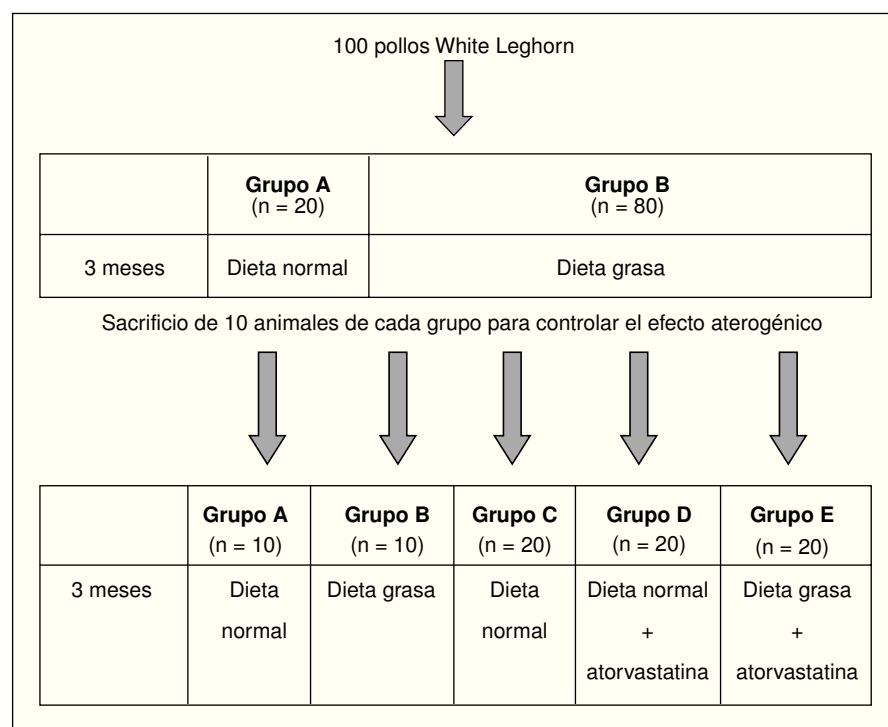 100 pollos White Leghorn
Grupo A
(n = 20)
Grupo B
(n = 80)
3 meses
Dieta normal
Dieta grasa
Sacrificio de 10 animales de cada grupo para controlar el efecto aterogénico
Grupo A
(n = 10)
Grupo B
(n = 10)
Grupo C
(n = 20)
Grupo D
(n = 20)
Grupo E
(n = 20)
3 meses
Dieta
normal
Dieta grasa
Dieta
normal
Dieta normal
+
atorvastatina
Dieta grasa
+
atorvastatina